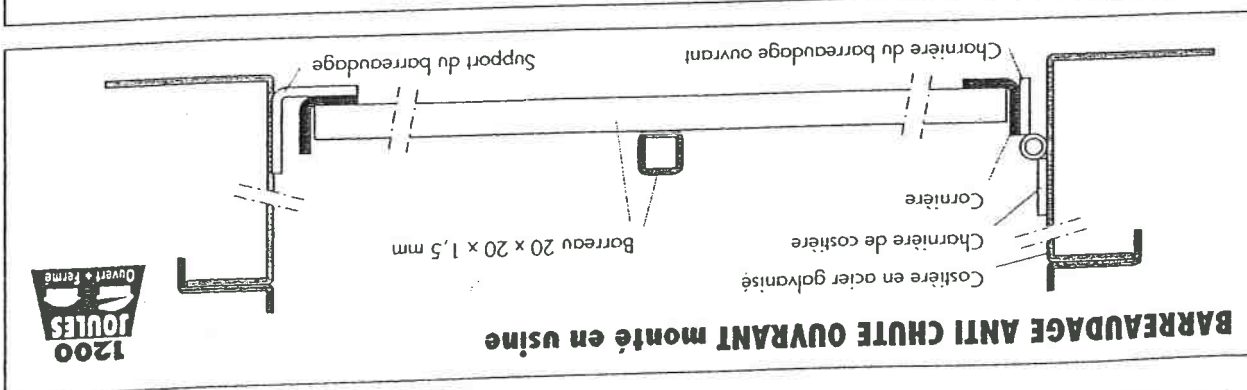 BARREAUDAGE ANTI CHUTE OUVRANT monté en usine
1200
JOULES
Ouvert + Fermé
Costière en acier galvanisé
Charnière de costière
Cornière
Barreau 20 x 20 x 1,5 mm
Charnière du barreaudage ouvrant
Support du barreaudage